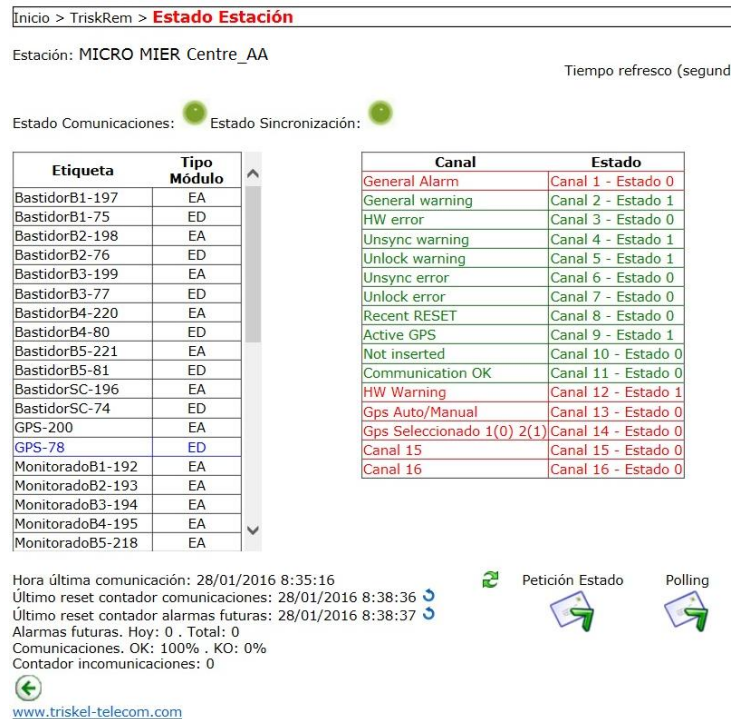 Inicio > TriskRem > Estado Estación
Estación: MICRO MIER Centre_AA
Tiempo refresco (segund
Estado Comunicaciones: Estado Sincronización:
Etiqueta Tipo Módulo
BastidorB1-197 EA
BastidorB1-75 ED
BastidorB2-198 EA
BastidorB2-76 ED
BastidorB3-199 EA
BastidorB3-77 ED
BastidorB4-220 EA
BastidorB4-80 ED
BastidorB5-221 EA
BastidorB5-81 ED
BastidorSC-196 EA
BastidorSC-74 ED
GPS-200 EA
GPS-78 ED
MonitoradoB1-192 EA
MonitoradoB2-193 EA
MonitoradoB3-194 EA
MonitoradoB4-195 EA
MonitoradoB5-218 EA
Canal Estado
General Alarm Canal 1 - Estado 0
General warning Canal 2 - Estado 1
HW error Canal 3 - Estado 0
Unsync warning Canal 4 - Estado 1
Unlock warning Canal 5 - Estado 1
Unsync error Canal 6 - Estado 0
Unlock error Canal 7 - Estado 0
Recent RESET Canal 8 - Estado 0
Active GPS Canal 9 - Estado 1
Not inserted Canal 10 - Estado 0
Communication OK Canal 11 - Estado 0
HW Warning Canal 12 - Estado 1
Gps Auto/Manual Canal 13 - Estado 0
Gps Seleccionado 1(0) 2(1) Canal 14 - Estado 0
Canal 15 Canal 15 - Estado 0
Canal 16 Canal 16 - Estado 0
Hora última comunicación: 28/01/2016 8:35:16
Último reset contador comunicaciones: 28/01/2016 8:38:36
Último reset contador alarmas futuras: 28/01/2016 8:38:37
Alarmas futuras. Hoy: 0 . Total: 0
Comunicaciones. OK: 100% . KO: 0%
Contador incomunicaciones: 0
Petición Estado Polling
www.triskel-telecom.com